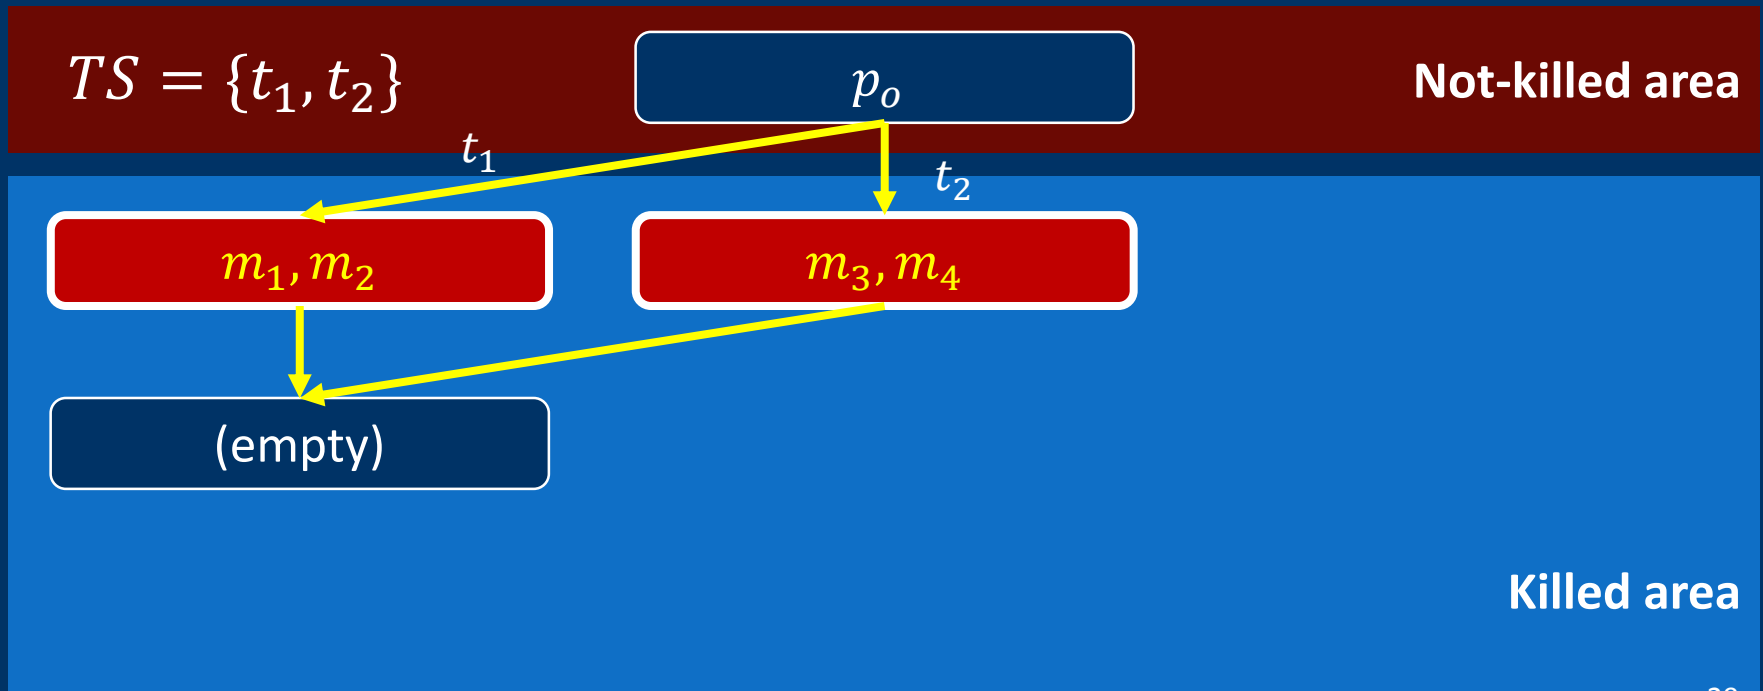 TS = {t₁, t₂}
pₒ
Not-killed area
t₁
t₂
m₁, m₂
m₃, m₄
(empty)
Killed area